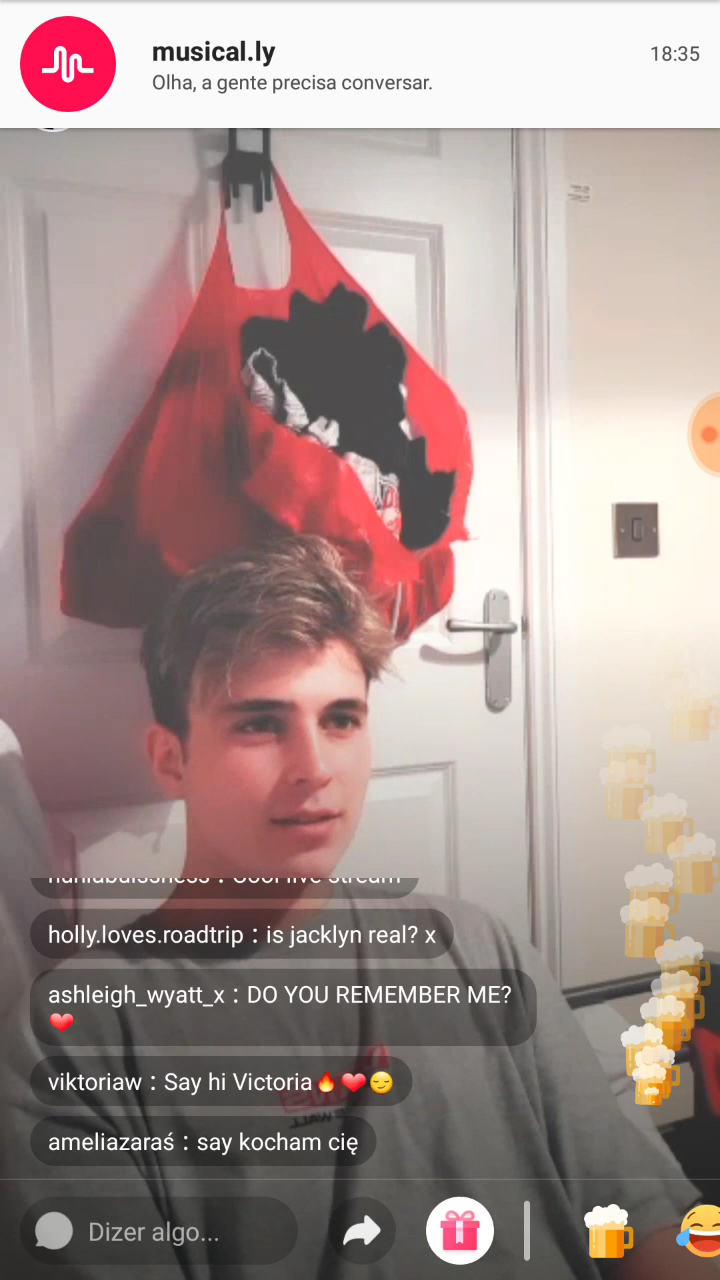 musical.ly
18:35
Olha, a gente precisa conversar.
holly.loves.roadtrip : is jacklyn real? x
ashleigh_wyatt_x : DO YOU REMEMBER ME?
❤️
viktoriaw : Say hi Victoria🔥❤️😏
ameliazaraś : say kocham cię
Dizer algo...